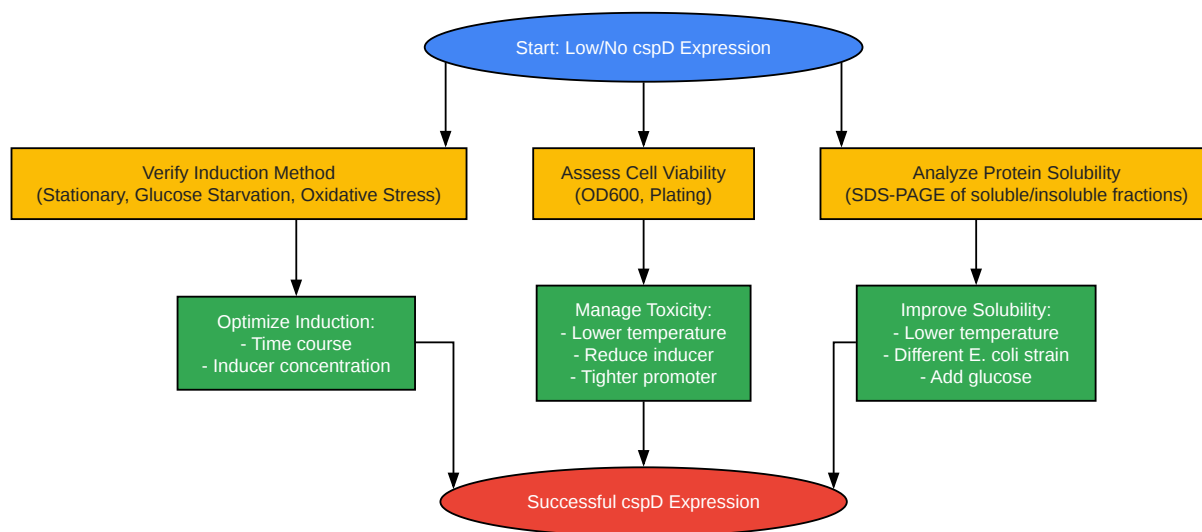 Start: Low/No cspD Expression
Verify Induction Method
(Stationary, Glucose Starvation, Oxidative Stress)
Assess Cell Viability
(OD600, Plating)
Analyze Protein Solubility
(SDS-PAGE of soluble/insoluble fractions)
Optimize Induction:
- Time course
- Inducer concentration
Manage Toxicity:
- Lower temperature
- Reduce inducer
- Tighter promoter
Improve Solubility:
- Lower temperature
- Different E. coli strain
- Add glucose
Successful cspD Expression